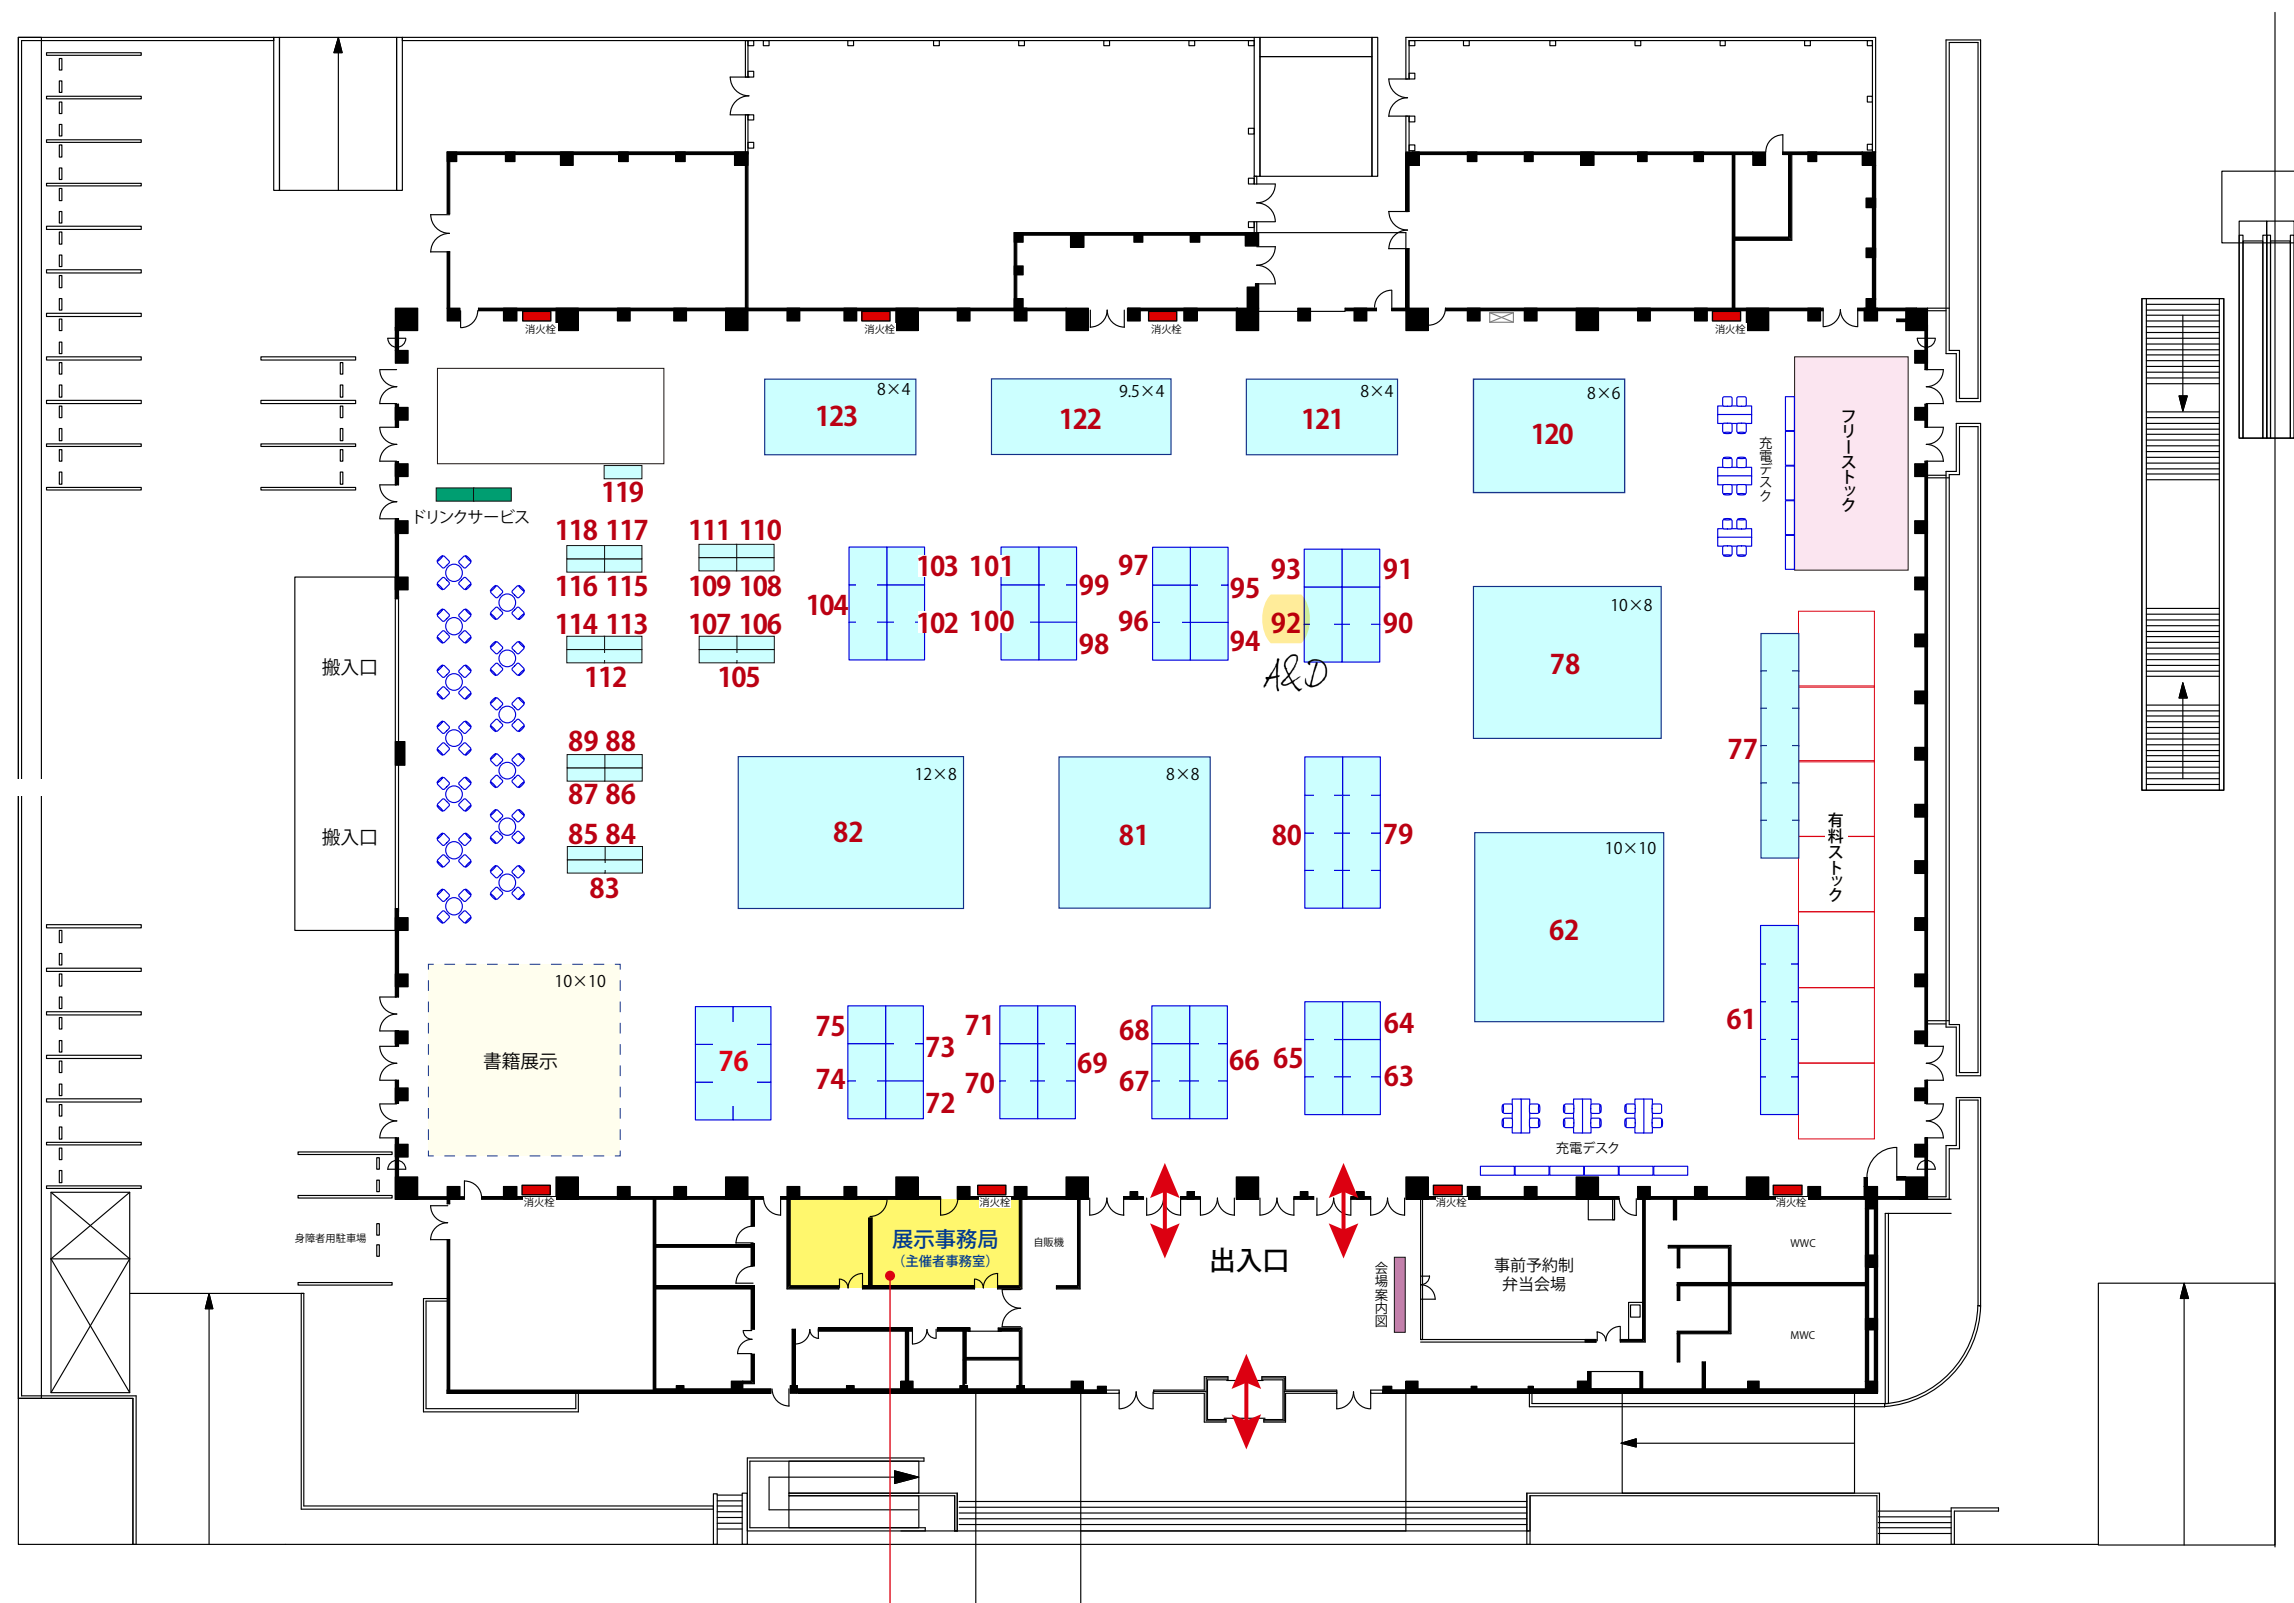 消火栓 消火栓 消火栓 消火栓
8×4 9.5×4 8×4 8×6
123 122 121 120
充電デスク
フリーストック
119
ドリンクサービス
118 117 111 110
103 101 97 93 91
116 115 109 108 99 95
104
10×8
114 113 107 106 102 100 96 92 90
98 94
112 105
A&D
78
搬入口
77
89 88
12×8 8×8
87 86
搬入口
85 84
82 81 80 79
10×10
有料ストック
83
62
10×10
書籍展示
75 71 68 64
61
76 73 69 66 65
74 70 67 63
72
充電デスク
消火栓 消火栓 消火栓 消火栓
身障者用駐車場
展示事務局
(主催者事務室)
自販機
出入口
会場案内図
事前予約制
弁当会場
WWC
MWC